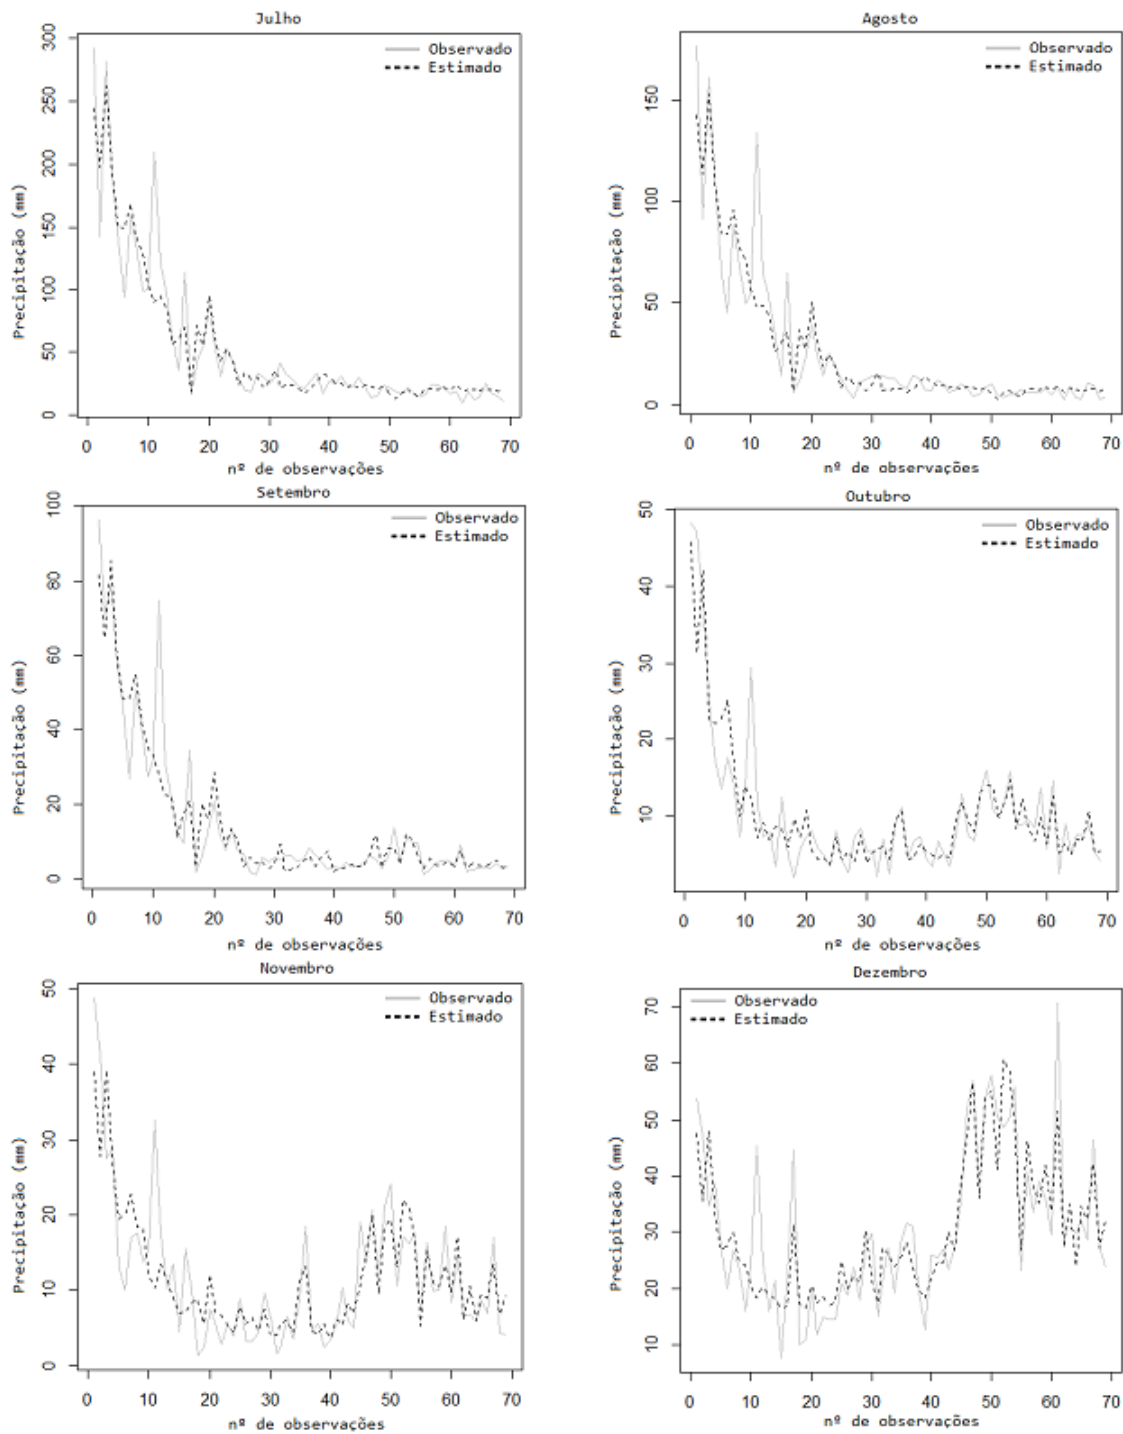 Julho
Observado
Estimado
Precipitação (mm)
300
250
200
150
100
50
0
0 10 20 30 40 50 60 70
nº de observações
Agosto
Observado
Estimado
Precipitação (mm)
150
100
50
0
0 10 20 30 40 50 60 70
nº de observações
Setembro
Observado
Estimado
Precipitação (mm)
100
80
60
40
20
0
0 10 20 30 40 50 60 70
nº de observações
Outubro
Observado
Estimado
Precipitação (mm)
50
40
30
20
10
0 10 20 30 40 50 60 70
nº de observações
Novembro
Observado
Estimado
Precipitação (mm)
50
40
30
20
10
0
0 10 20 30 40 50 60 70
nº de observações
Dezembro
Observado
Estimado
Precipitação (mm)
70
60
50
40
30
20
10
0 10 20 30 40 50 60 70
nº de observações